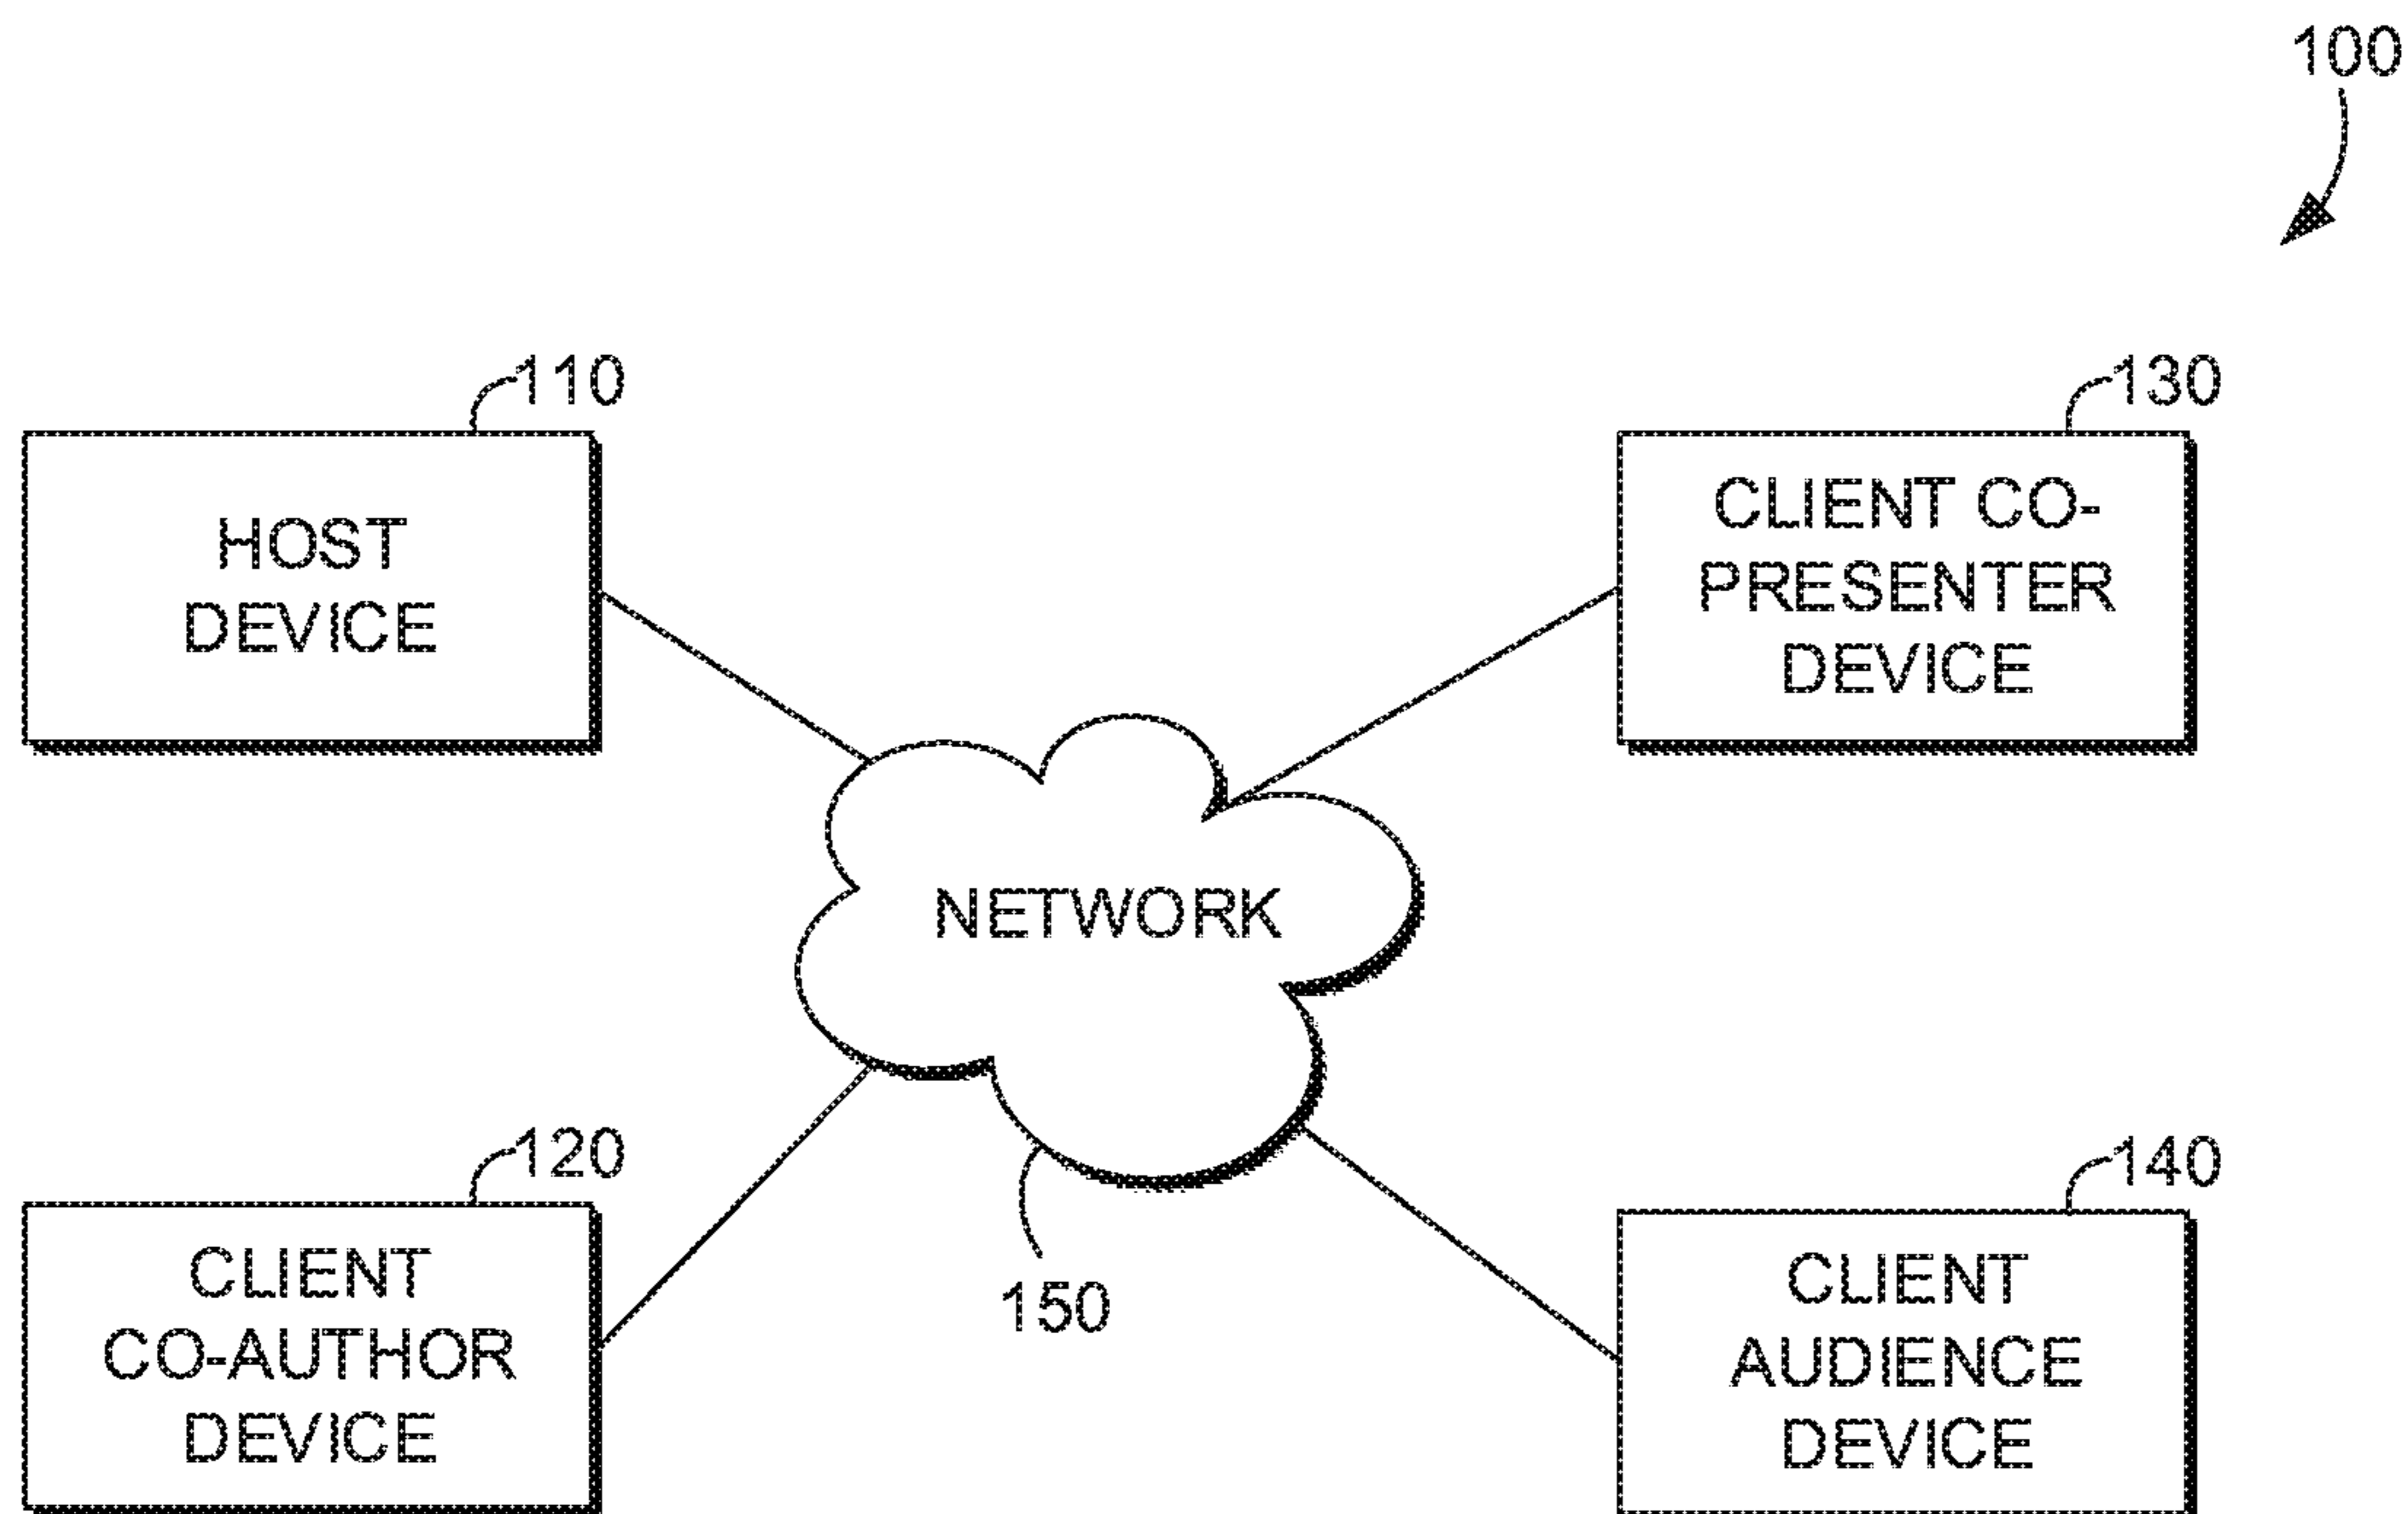 100
110
HOST
DEVICE
130
CLIENT CO-
PRESENTER
DEVICE
NETWORK
120
CLIENT
CO-AUTHOR
DEVICE
150
140
CLIENT
AUDIENCE
DEVICE